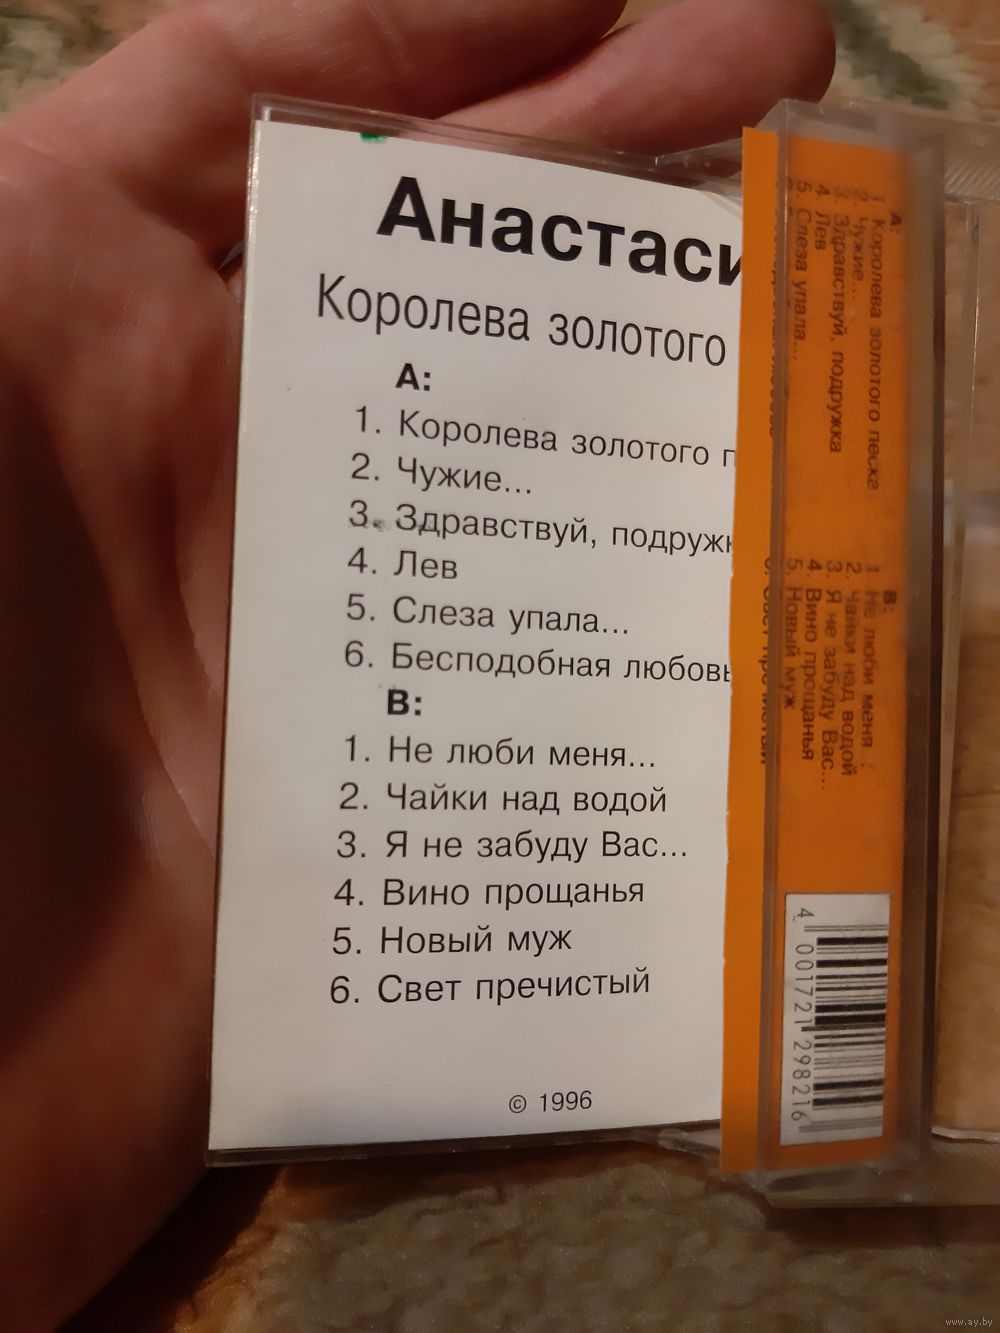 Анастаси
Королева золотого
A:
1. Королева золотого п
2. Чужие...
3. Здравствуй, подружк
4. Лев
5. Слеза упала...
6. Бесподобная любовь
B:
1. Не люби меня...
2. Чайки над водой
3. Я не забуду Вас...
4. Вино прощанья
5. Новый муж
6. Свет пречистый
© 1996
A:
1. Королева золотого песка
2. Чужие...
3. Здравствуй, подружка
4. Лев
5. Слеза упала...
B:
1. Не люби меня...
2. Чайки над водой
3. Я не забуду Вас...
4. Вино прощанья
5. Новый муж
6. Свет пречистый
4 001721 298216
www.ay.by